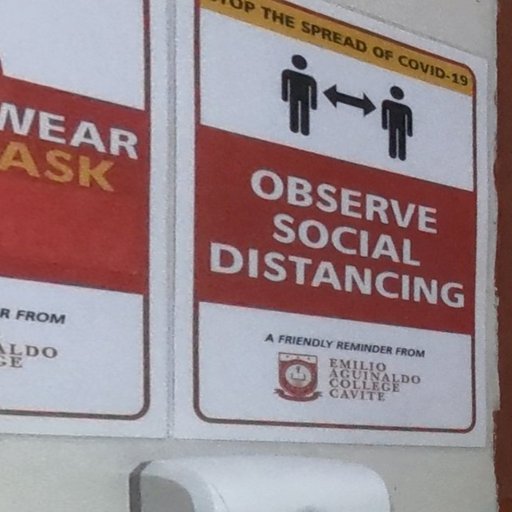 WEAR
ASK
R FROM
ALDO
GE
STOP THE SPREAD OF COVID-19
OBSERVE
SOCIAL
DISTANCING
A FRIENDLY REMINDER FROM
EMILIO
AGUINALDO
COLLEGE
CAVITE